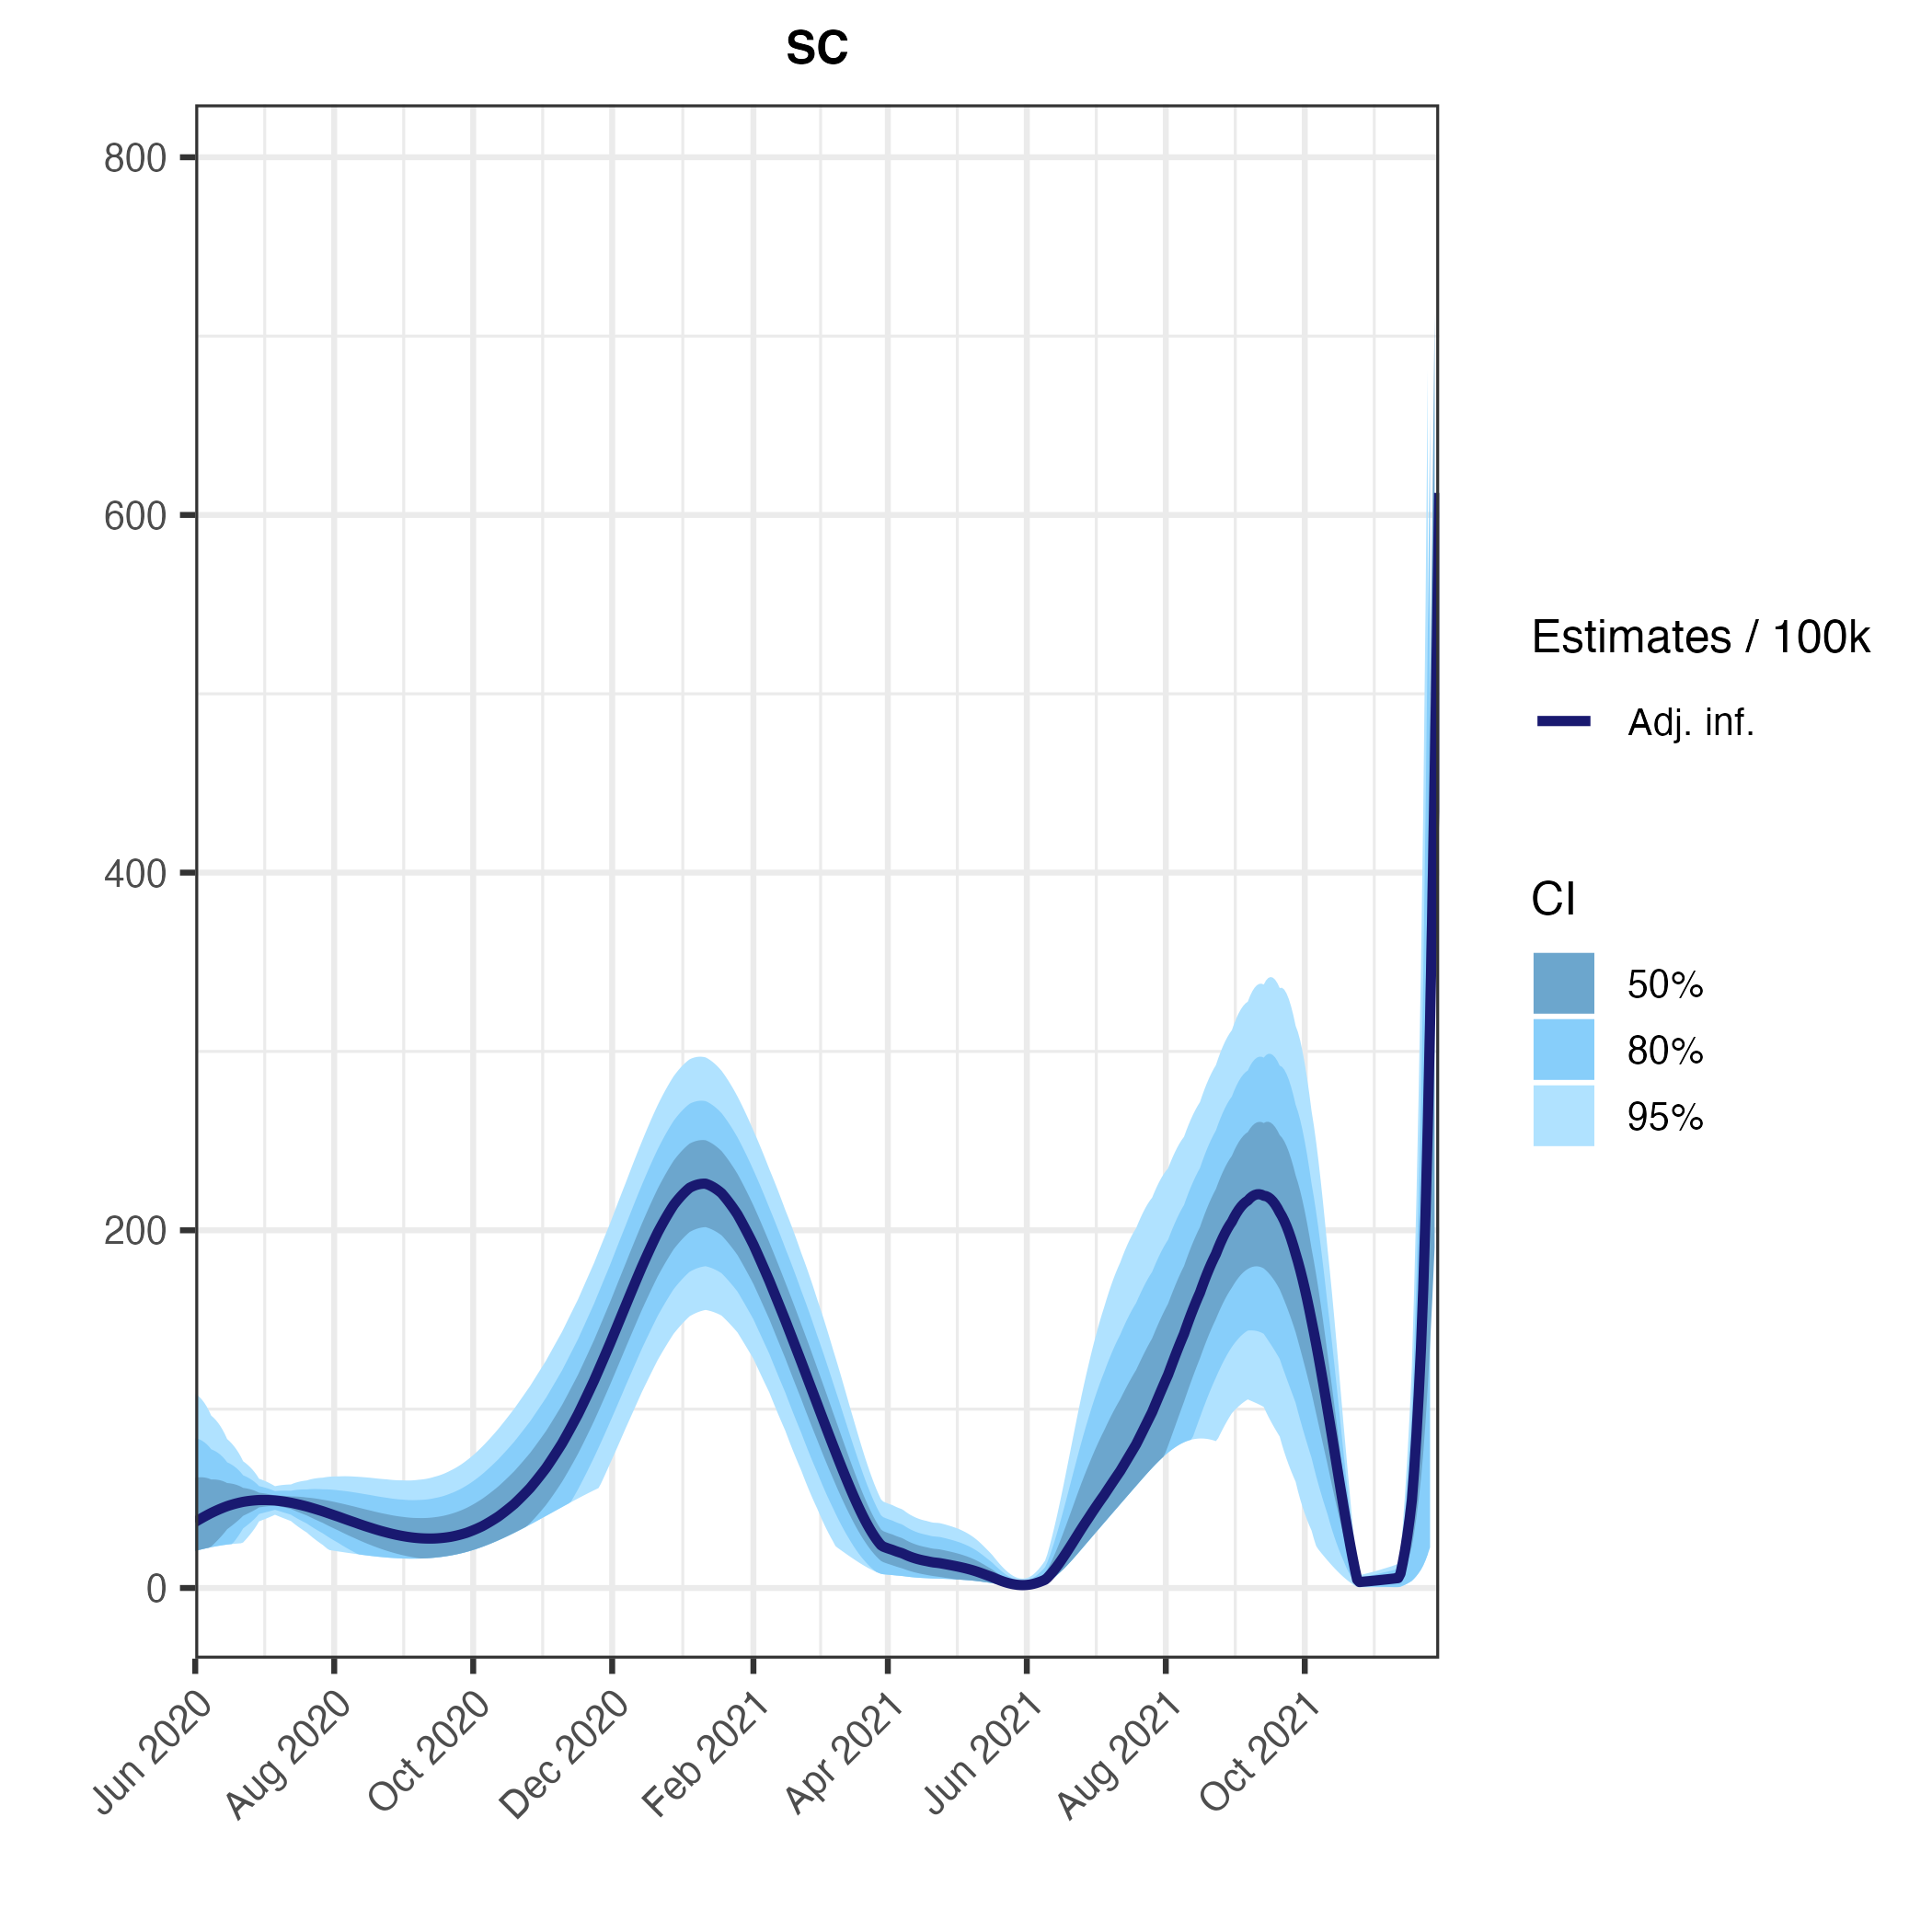 SC
800
600
400
200
0
Jun 2020
Aug 2020
Oct 2020
Dec 2020
Feb 2021
Apr 2021
Jun 2021
Aug 2021
Oct 2021
Estimates / 100k
Adj. inf.
CI
50%
80%
95%